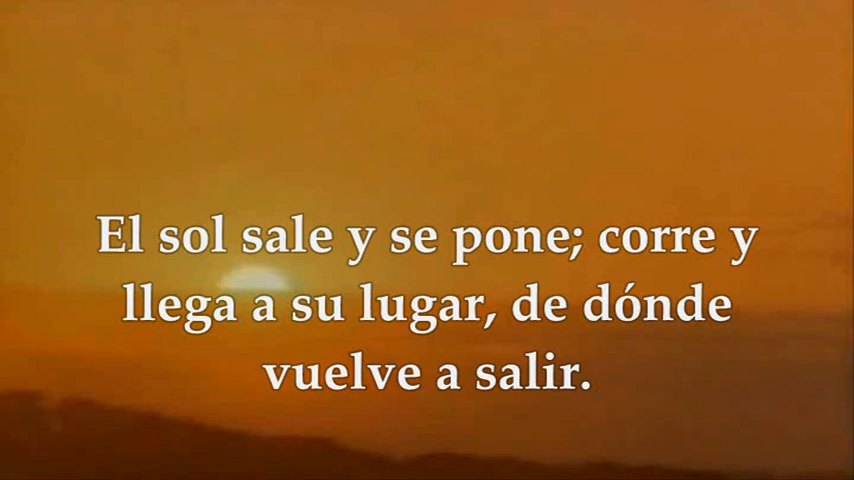 El sol sale y se pone; corre y
llega a su lugar, de dónde
vuelve a salir.